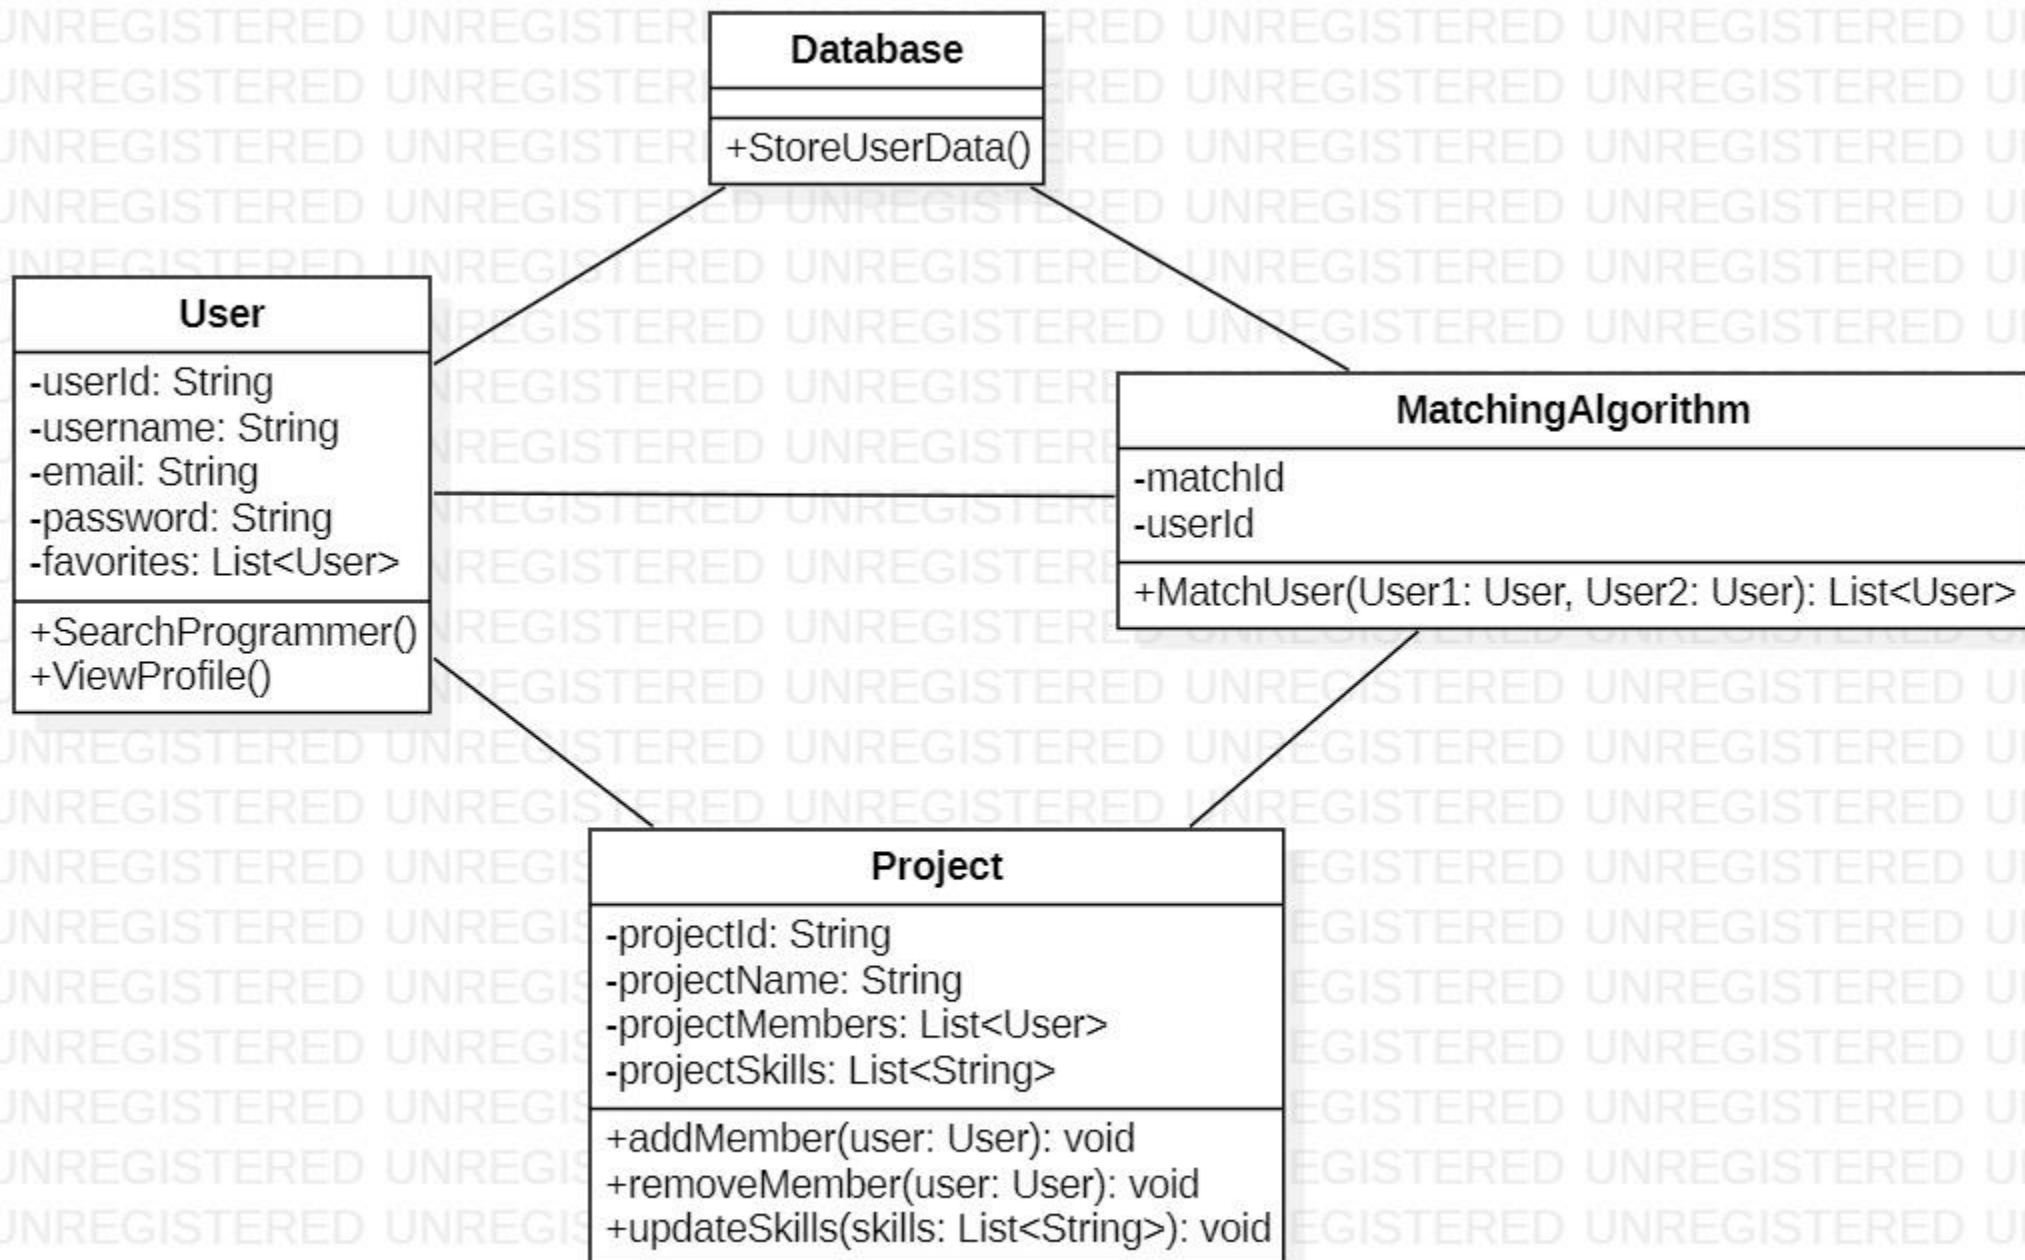 Database
+StoreUserData()
User
-userId: String
-username: String
-email: String
-password: String
-favorites: List<User>
+SearchProgrammer()
+ViewProfile()
MatchingAlgorithm
-matchId
-userId
+MatchUser(User1: User, User2: User): List<User>
Project
-projectId: String
-projectName: String
-projectMembers: List<User>
-projectSkills: List<String>
+addMember(user: User): void
+removeMember(user: User): void
+updateSkills(skills: List<String>): void
UNREGISTERED